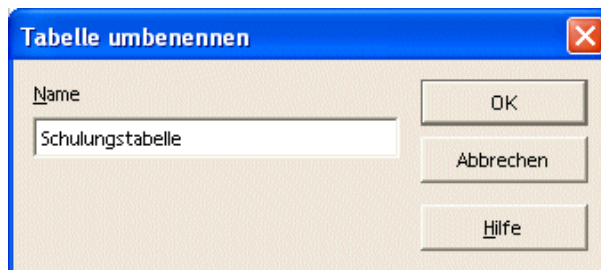 Tabelle umbenennen
Name
OK
Schulungstabelle
Abbrechen
Hilfe